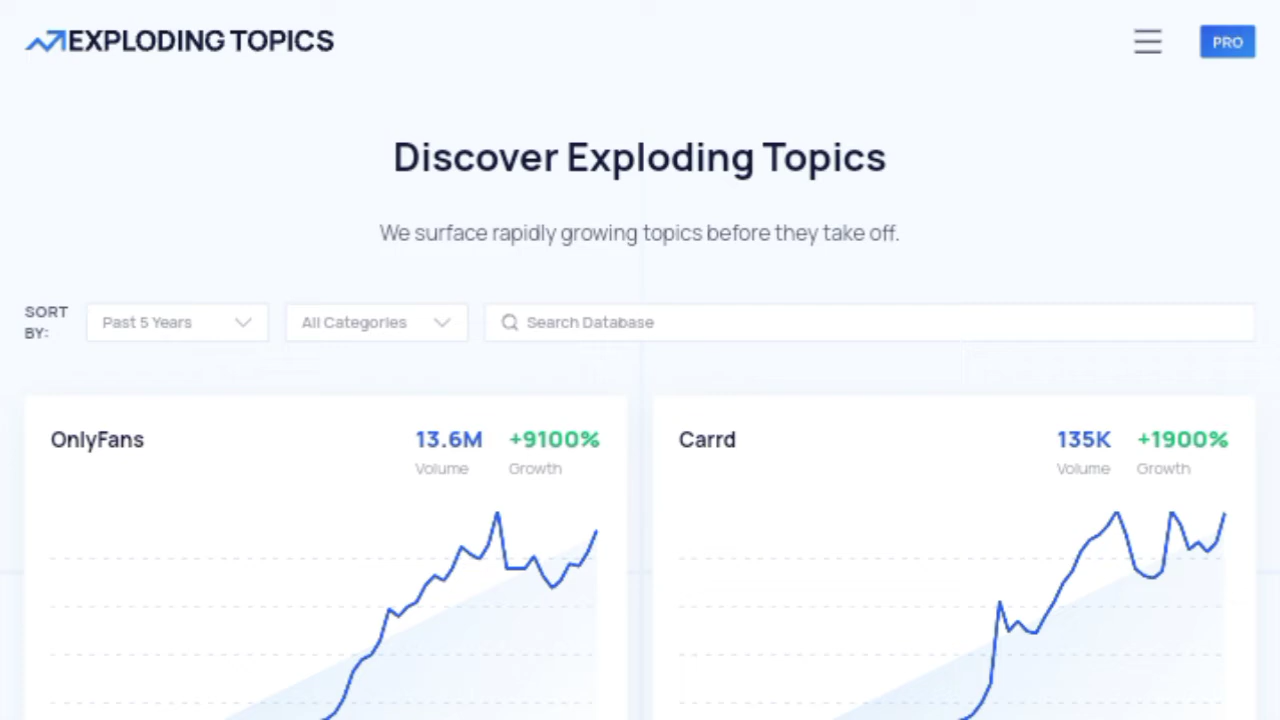 EXPLODING TOPICS
PRO
Discover Exploding Topics
We surface rapidly growing topics before they take off.
SORT BY:
Past 5 Years
All Categories
Search Database
OnlyFans
13.6M
Volume
+9100%
Growth
Carrd
135K
Volume
+1900%
Growth